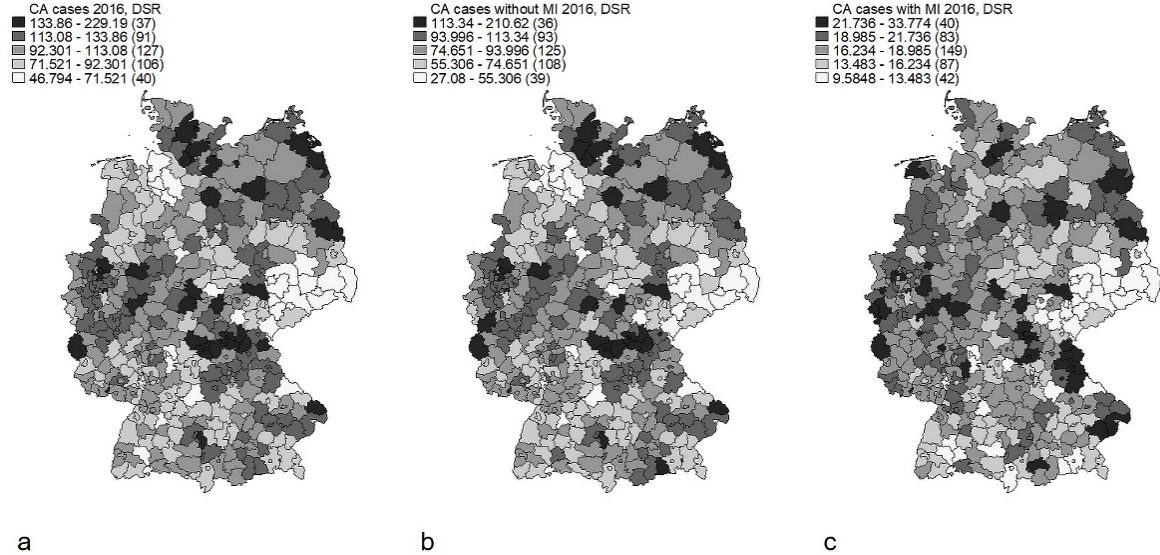 CA cases 2016, DSR
133.86 - 229.19 (37)
113.08 - 133.86 (91)
92.301 - 113.08 (127)
71.521 - 92.301 (106)
46.794 - 71.521 (40)
CA cases without MI 2016, DSR
113.34 - 210.62 (36)
93.996 - 113.34 (93)
74.651 - 93.996 (125)
55.306 - 74.651 (108)
27.08 - 55.306 (39)
CA cases with MI 2016, DSR
21.736 - 33.774 (40)
18.985 - 21.736 (83)
16.234 - 18.985 (149)
13.483 - 16.234 (87)
9.5848 - 13.483 (42)
a
b
c